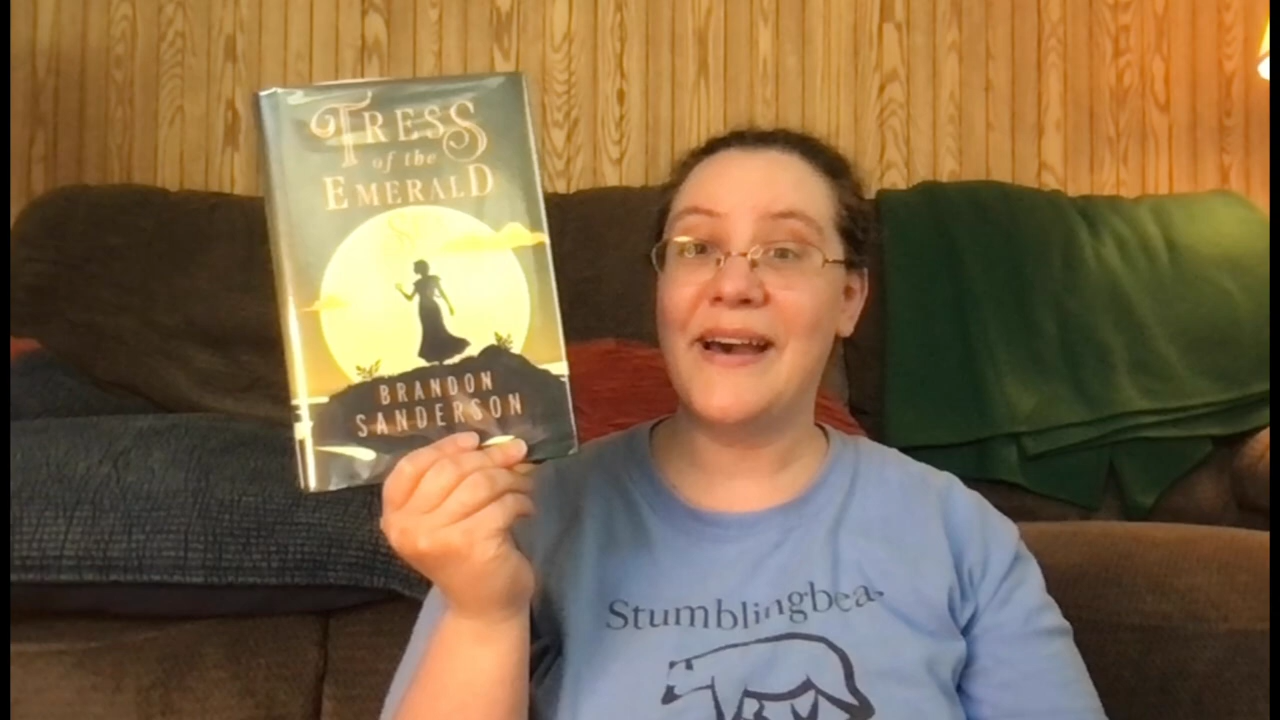 TRESS
of the
EMERALD
BRANDON
SANDERSON
Stumblingbea